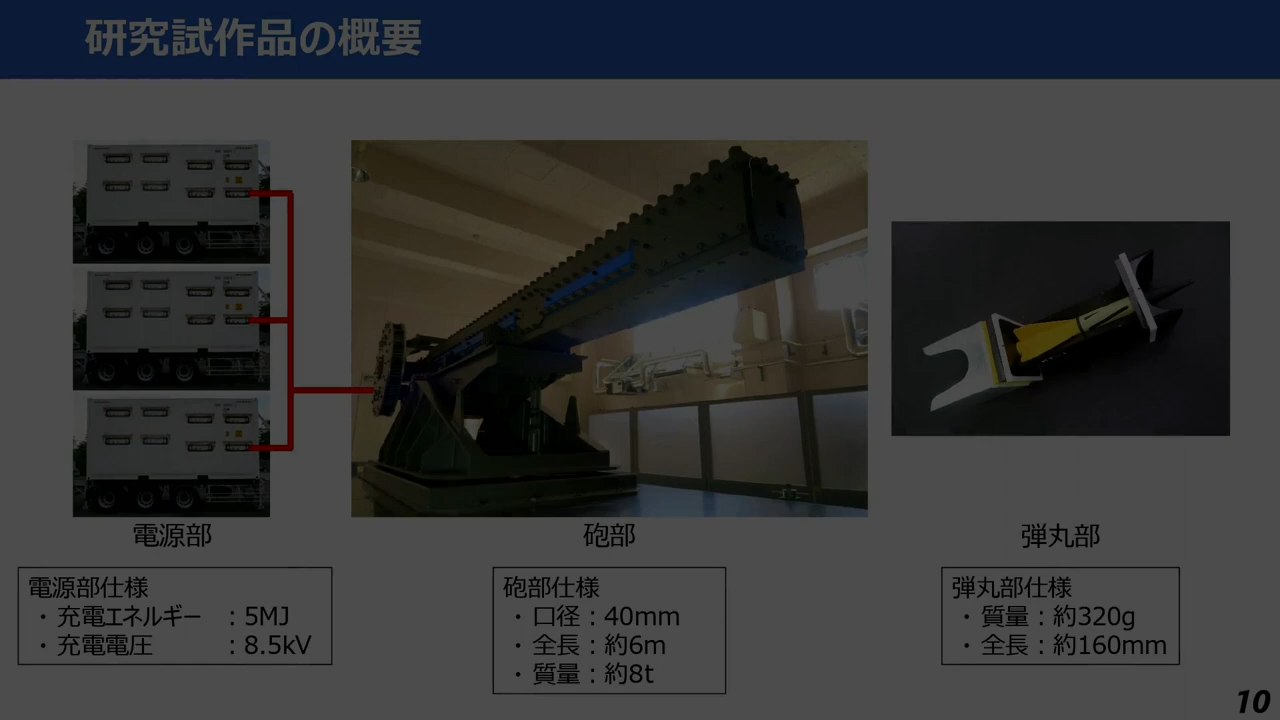 研究試作品の概要
電源部
砲部
弾丸部
電源部仕様
・充電エネルギー ：5MJ
・充電電圧 ：8.5kV
砲部仕様
・口径：40mm
・全長：約6m
・質量：約8t
弾丸部仕様
・質量：約320g
・全長：約160mm
10